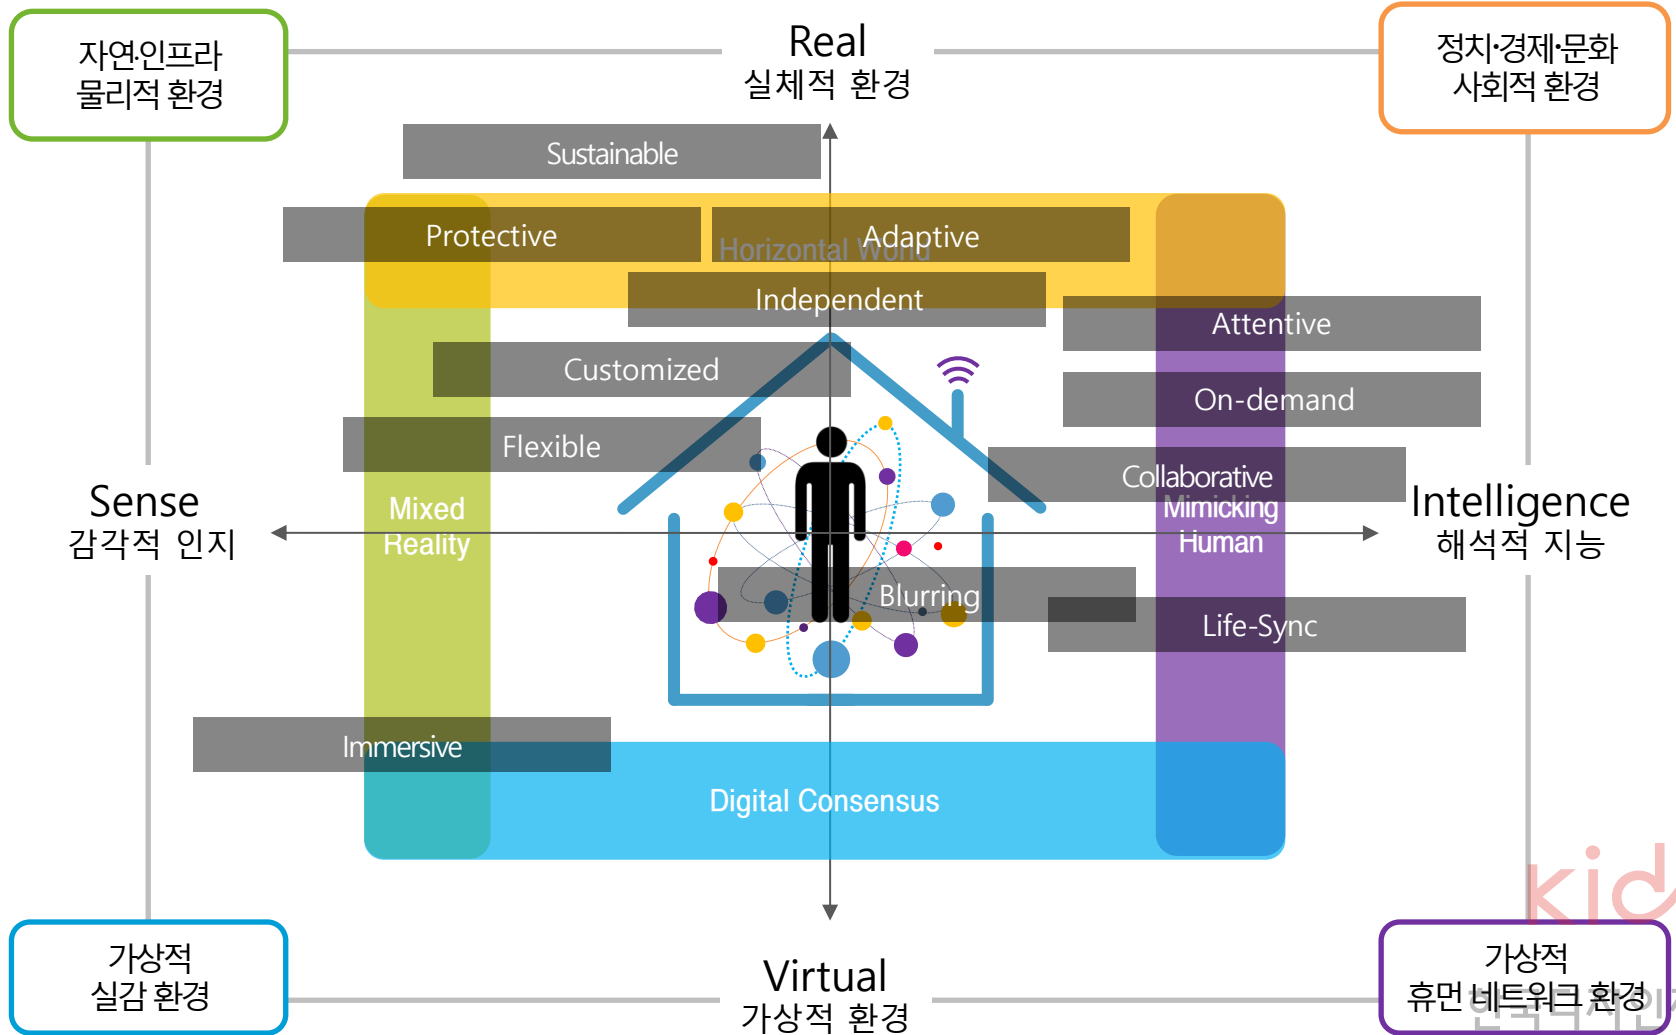 자연·인프라
물리적 환경
Real
실체적 환경
정치·경제·문화
사회적 환경
Sustainable
Protective
Adaptive
Horizontal World
Independent
Attentive
Customized
On-demand
Flexible
Collaborative
Sense
감각적 인지
Mixed
Reality
Mimicking
Human
Intelligence
해석적 지능
Blurring
Life-Sync
Immersive
Digital Consensus
가상적
실감 환경
Virtual
가상적 환경
kid
가상적
휴먼 네트워크 환경